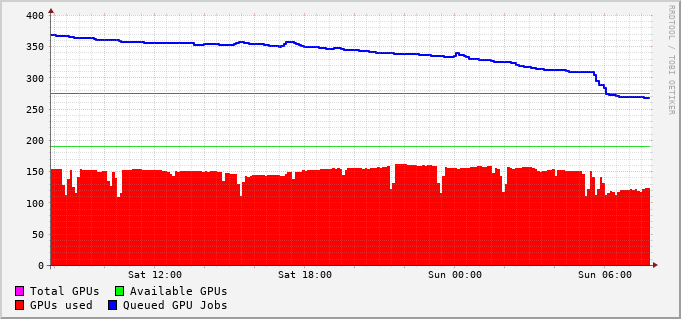 400
350
300
250
200
150
100
50
0
Sat 12:00 Sat 18:00 Sun 00:00 Sun 06:00
Total GPUs Available GPUs
GPUs used Queued GPU Jobs
RRDTOOL / TOBI OETIKER